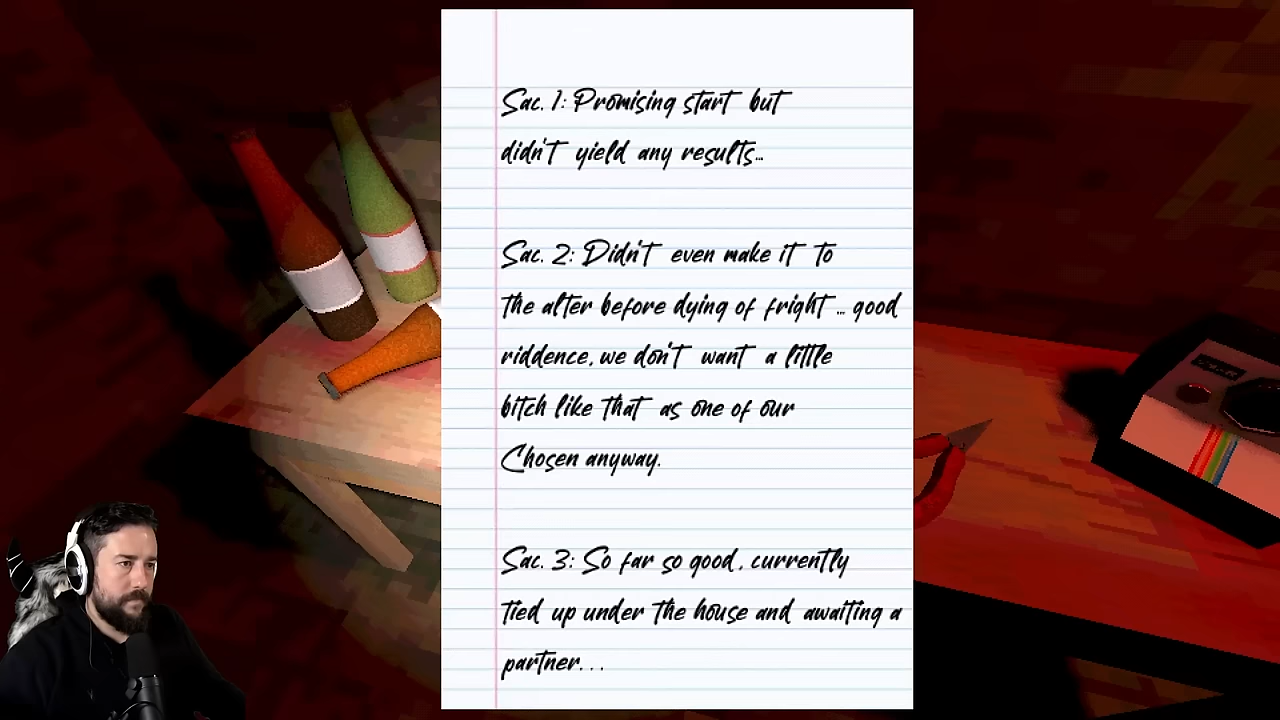 Sac. 1: Promising start but
didn't yield any results...
Sac. 2: Didn't even make it to
the alter before dying of fright ... good
riddence, we don't want a little
bitch like that as one of our
Chosen anyway.
Sac. 3: So far so good, currently
tied up under the house and awaiting a
partner...